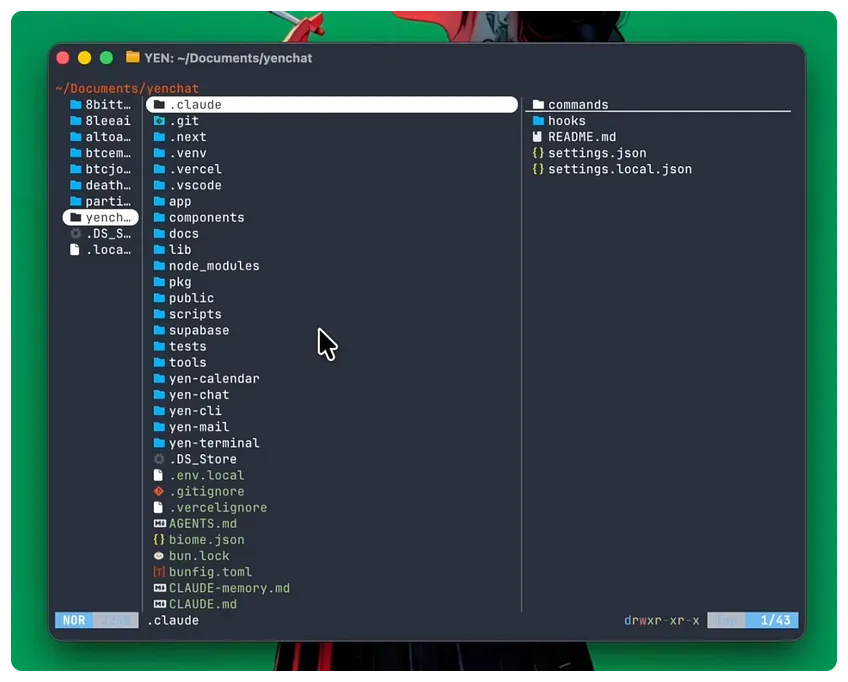 YEN: ~/Documents/yenchat
~/Documents/yenchat
8bitt…
8leeai
altoa…
btcem…
btcjo…
death…
parti…
yench…
.DS_S…
.loca…
.claude
.git
.next
.venv
.vercel
.vscode
app
components
docs
lib
node_modules
pkg
public
scripts
supabase
tests
tools
yen-calendar
yen-chat
yen-cli
yen-mail
yen-terminal
.DS_Store
.env.local
.gitignore
.vercelignore
AGENTS.md
biome.json
bun.lock
bunfig.toml
CLAUDE-memory.md
CLAUDE.md
commands
hooks
README.md
settings.json
settings.local.json
NOR .claude drwxr-xr-x Top 1/43